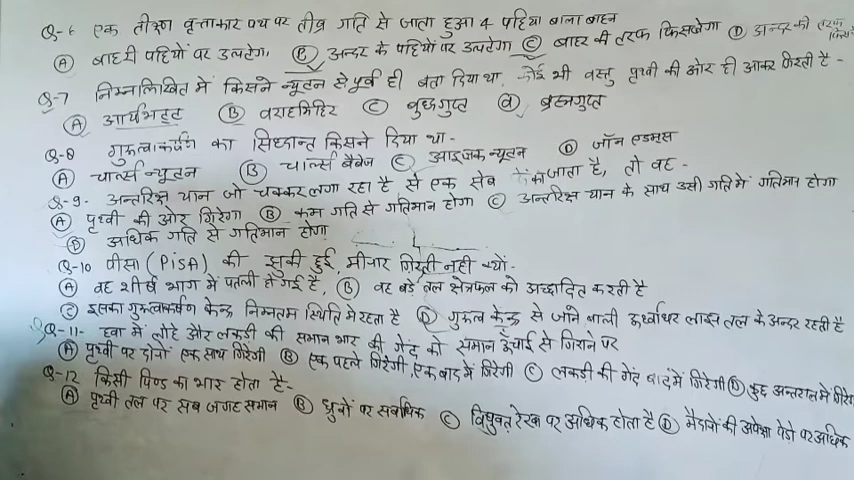 Q-6 एक तीक्ष्ण वृत्ताकार पथ पर तीव्र गति से जाता हुआ 4 पहिया वाला वाहन
(A) बाहरी पहियों पर उलटेगा, (B) अन्दर के पहियों पर उलटेगा (C) बाहर की तरफ फिसलेगा (D) अन्दर की तरफ
Q-7 निम्नलिखित में किसने न्यूटन से पूर्व ही बता दिया था, कोई भी वस्तु पृथ्वी की ओर ही आकर गिरती है -
(A) आर्यभट्ट (B) वराहमिहिर (C) बुद्धगुप्त (d) ब्रह्मगुप्त
Q-8 गुरुत्वाकर्षण का सिध्दान्त किसने दिया था-
(A) चार्ल्स न्यूटन (B) चार्ल्स बैवेज (C) आइजक न्यूटन (D) जॉन एडम्स
Q-9- अन्तरिक्ष यान जो चक्कर लगा रहा है, से एक सेब जाता है, तो वह -
(A) पृथ्वी की ओर गिरेगा (B) कम गति से गतिमान होगा (C) अन्तरिक्ष यान के साथ उसी गति में गतिमान होगा
(D) अधिक गति से गतिमान होगा
Q-10 पीसा (PiSA) की झुकी हुई, मीनार गिरती नही क्यों-
(A) वह शीर्ष भाग में पतली हो गई है, (B) वह बड़े तल क्षेत्रफल को अच्छादित करती है
(C) इसका गुरुत्वाकर्षण केन्द्र निम्नतम स्थिति में रहता है (D) गुरुत्व केन्द्र से जाने वाली ऊर्ध्वाधर लाइन तल के अन्दर रहती है
Q-11- हवा में लोहे और लकड़ी की समान भार की गेंद को समान ऊंचाई से गिराने पर
(A) पृथ्वी पर दोनों एक साथ गिरेगी (B) एक पहले गिरेगी, एक बाद में गिरेगी (C) लकड़ी की गेंद बाद में गिरेगी (D) कुछ अन्तराल में
Q-12 किसी पिण्ड का भार होता है-
(A) पृथ्वी तल पर सब जगह समान (B) ध्रुवों पर सर्वाधिक (C) विषुवत् रेखा पर अधिक होता है (D) मैदानों की अपेक्षा पर अधिक